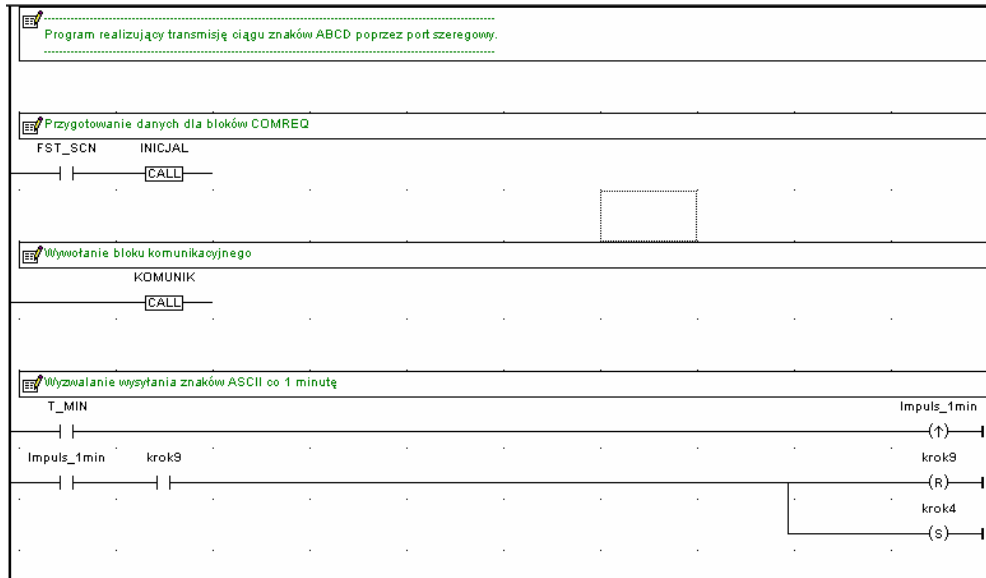 Program realizujący transmisję ciągu znaków ABCD poprzez port szeregowy.
Przygotowanie danych dla bloków COMREQ
FST_SCN INICJAL
CALL
Wywołanie bloku komunikacyjnego
KOMUNIK
CALL
Wyzwalanie wysyłania znaków ASCII co 1 minutę
T_MIN Impuls_1min
(↑)
Impuls_1min krok9 krok9
(R)
krok4
(S)